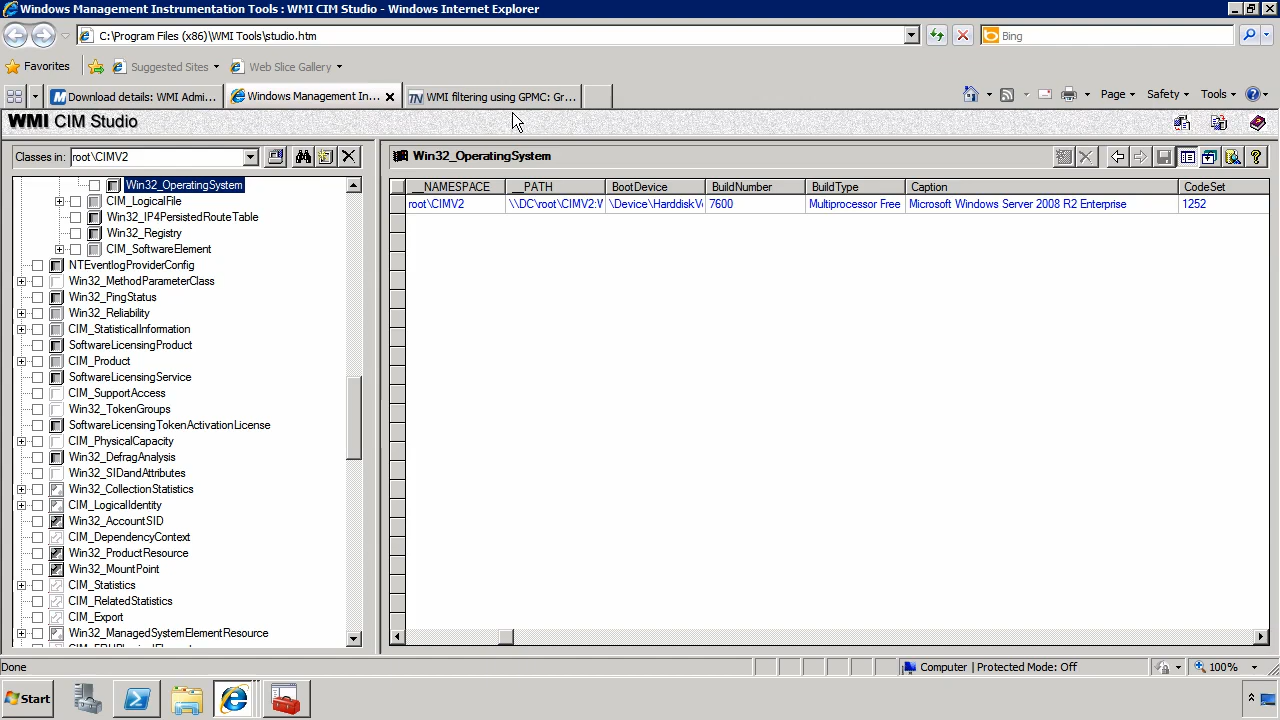 Windows Management Instrumentation Tools : WMI CIM Studio - Windows Internet Explorer
C:\Program Files (x86)\WMI Tools\studio.htm
Bing
Favorites
Suggested Sites
Web Slice Gallery
Download details: WMI Admi...
Windows Management In...
TN WMI filtering using GPMC: Gr...
Page
Safety
Tools
WMI CIM Studio
Classes in: root\CIMV2
Win32_OperatingSystem
Win32_OperatingSystem
CIM_LogicalFile
Win32_IP4PersistedRouteTable
Win32_Registry
CIM_SoftwareElement
NTEventlogProviderConfig
Win32_MethodParameterClass
Win32_PingStatus
Win32_Reliability
CIM_StatisticalInformation
SoftwareLicensingProduct
CIM_Product
SoftwareLicensingService
CIM_SupportAccess
Win32_TokenGroups
SoftwareLicensingTokenActivationLicense
CIM_PhysicalCapacity
Win32_DefragAnalysis
Win32_SIDandAttributes
Win32_CollectionStatistics
CIM_LogicalIdentity
Win32_AccountSID
CIM_DependencyContext
Win32_ProductResource
Win32_MountPoint
CIM_Statistics
CIM_RelatedStatistics
CIM_Export
Win32_ManagedSystemElementResource
__NAMESPACE __PATH BootDevice BuildNumber BuildType Caption CodeSet
root\CIMV2 \\DC\root\CIMV2:W \Device\HarddiskV 7600 Multiprocessor Free Microsoft Windows Server 2008 R2 Enterprise 1252
Done
Computer | Protected Mode: Off
100%
Start